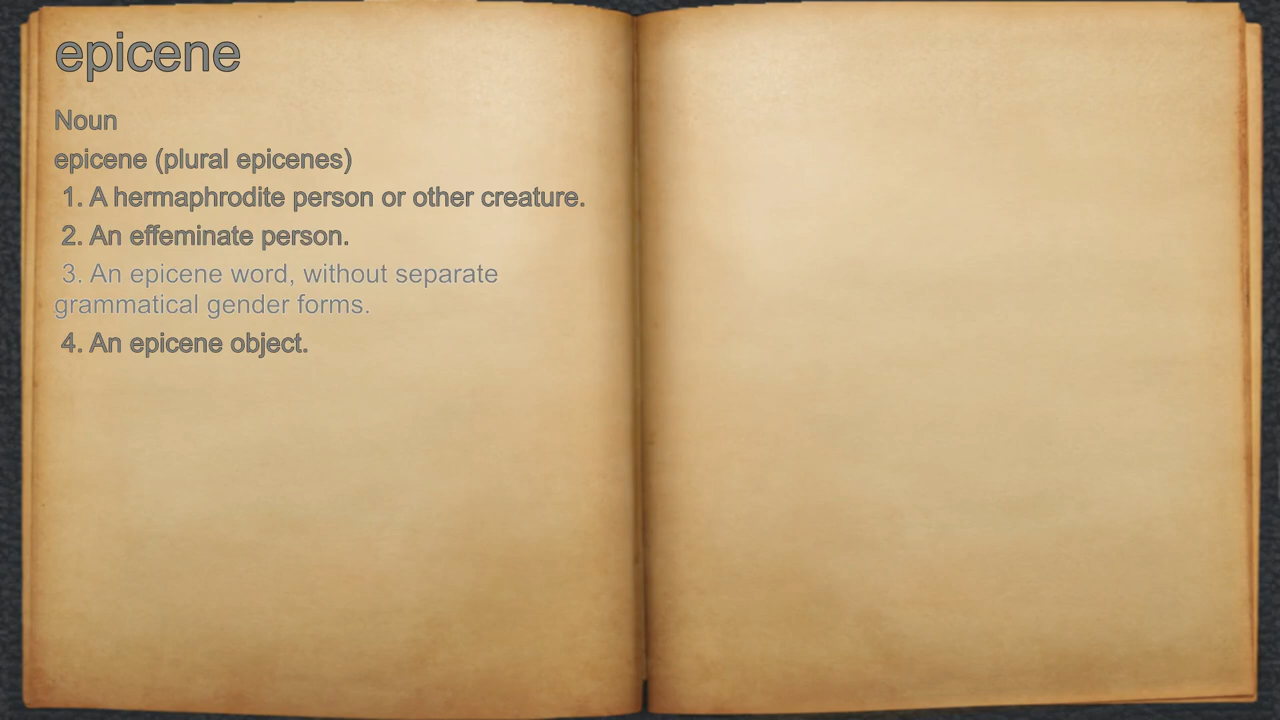 epicene
Noun
epicene (plural epicenes)
1. A hermaphrodite person or other creature.
2. An effeminate person.
3. An epicene word, without separate
grammatical gender forms.
4. An epicene object.